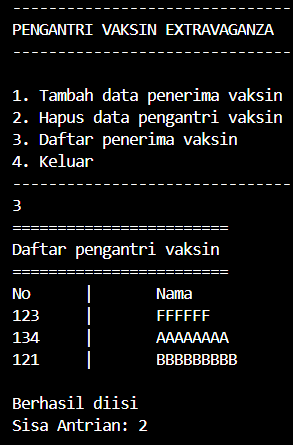 -------------------------------
PENGANTRI VAKSIN EXTRAVAGANZA
-------------------------------
1. Tambah data penerima vaksin
2. Hapus data pengantri vaksin
3. Daftar penerima vaksin
4. Keluar
-------------------------------
3
========================
Daftar pengantri vaksin
========================
No | Nama
123 | FFFFFF
134 | AAAAAAAA
121 | BBBBBBBBB
Berhasil diisi
Sisa Antrian: 2